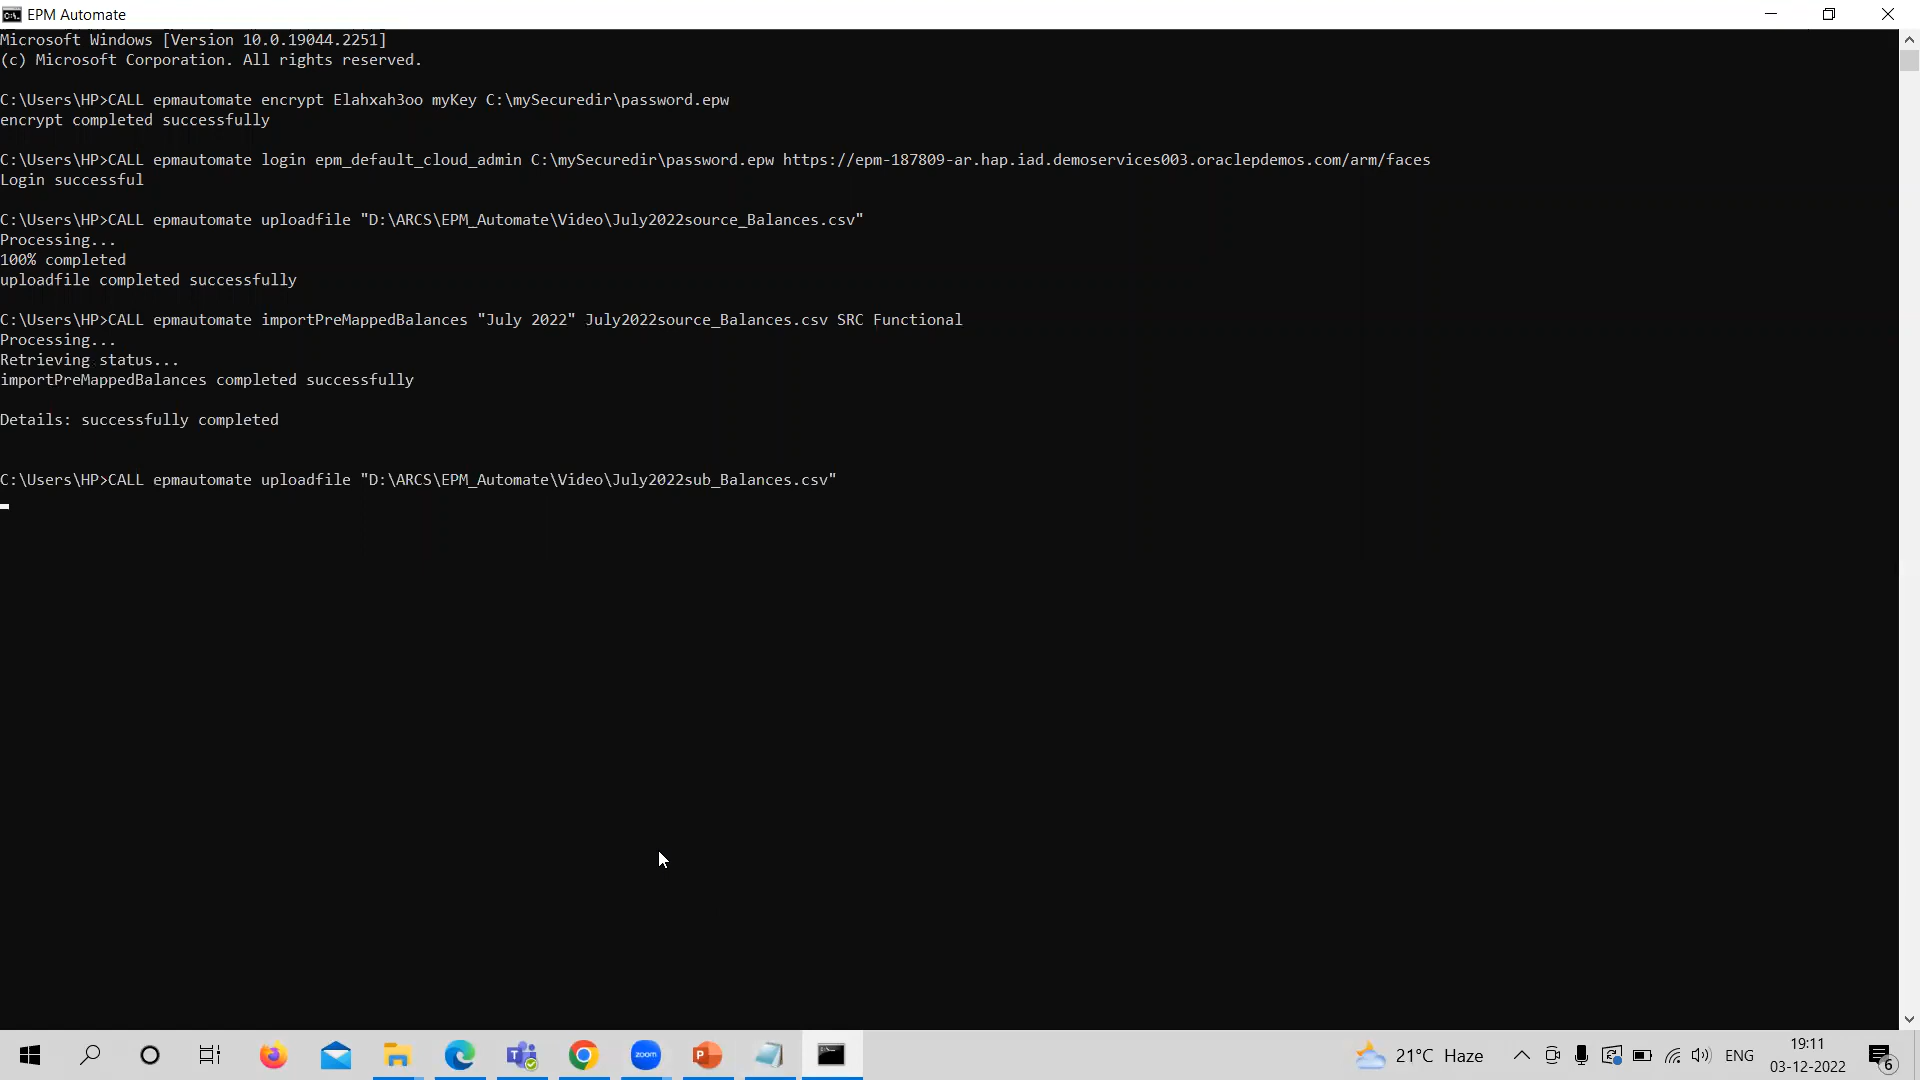 EPM Automate
Microsoft Windows [Version 10.0.19044.2251]
(c) Microsoft Corporation. All rights reserved.
C:\Users\HP>CALL epmautomate encrypt Elahxah3oo myKey C:\mySecuredir\password.epw
encrypt completed successfully
C:\Users\HP>CALL epmautomate login epm_default_cloud_admin C:\mySecuredir\password.epw https://epm-187809-ar.hap.iad.demoservices003.oraclepdemos.com/arm/faces
Login successful
C:\Users\HP>CALL epmautomate uploadfile "D:\ARCS\EPM_Automate\Video\July2022source_Balances.csv"
Processing...
100% completed
uploadfile completed successfully
C:\Users\HP>CALL epmautomate importPreMappedBalances "July 2022" July2022source_Balances.csv SRC Functional
Processing...
Retrieving status...
importPreMappedBalances completed successfully
Details: successfully completed
C:\Users\HP>CALL epmautomate uploadfile "D:\ARCS\EPM_Automate\Video\July2022sub_Balances.csv"
zoom
21°C Haze
ENG
19:11
03-12-2022
6